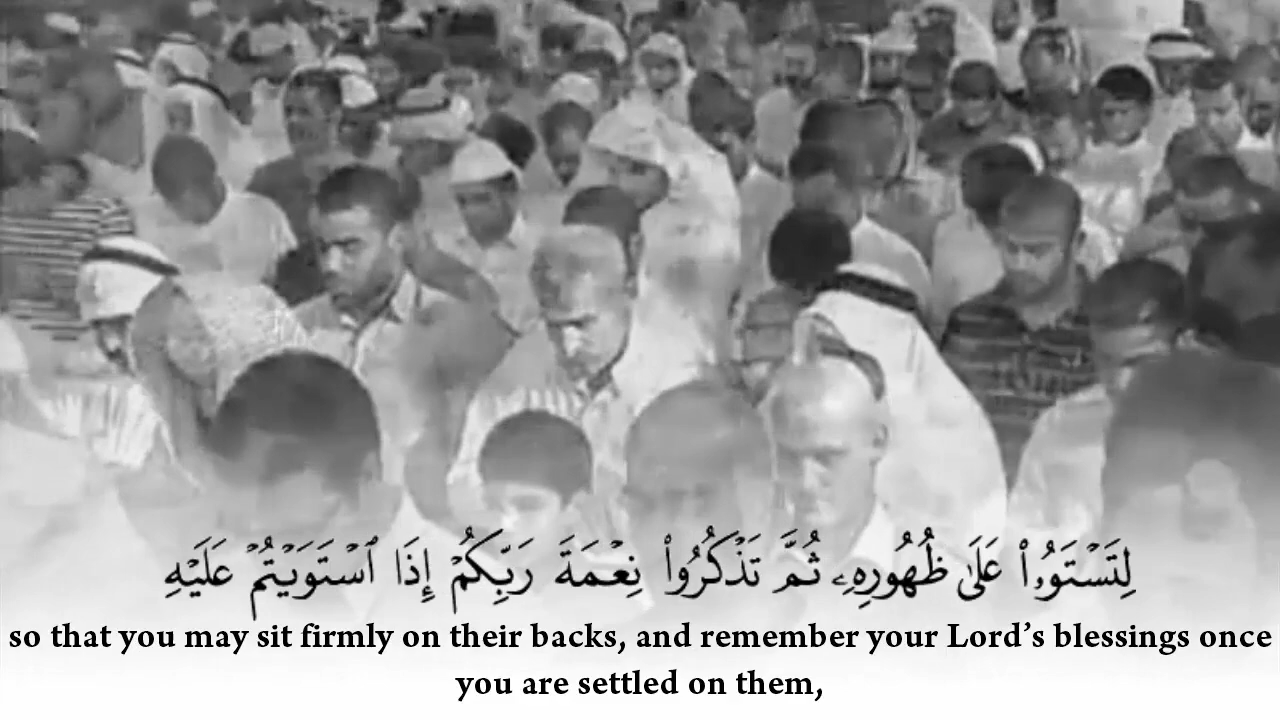 لِتَسْتَوُۥا۟ عَلَىٰ ظُهُورِهِۦ ثُمَّ تَذْكُرُوا۟ نِعْمَةَ رَبِّكُمْ إِذَا ٱسْتَوَيْتُمْ عَلَيْهِ
so that you may sit firmly on their backs, and remember your Lord’s blessings once
you are settled on them,